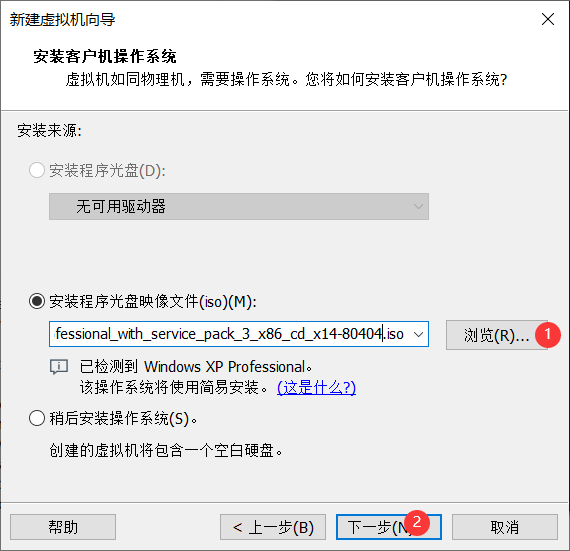 新建虚拟机向导
安装客户机操作系统
虚拟机如同物理机，需要操作系统。您将如何安装客户机操作系统?
安装来源:
安装程序光盘(D):
无可用驱动器
安装程序光盘映像文件(iso)(M):
fessional_with_service_pack_3_x86_cd_x14-80404.iso
浏览(R)... 1
已检测到 Windows XP Professional。
该操作系统将使用简易安装。 (这是什么?)
稍后安装操作系统(S)。
创建的虚拟机将包含一个空白硬盘。
帮助
< 上一步(B)
下一步(N 2
取消